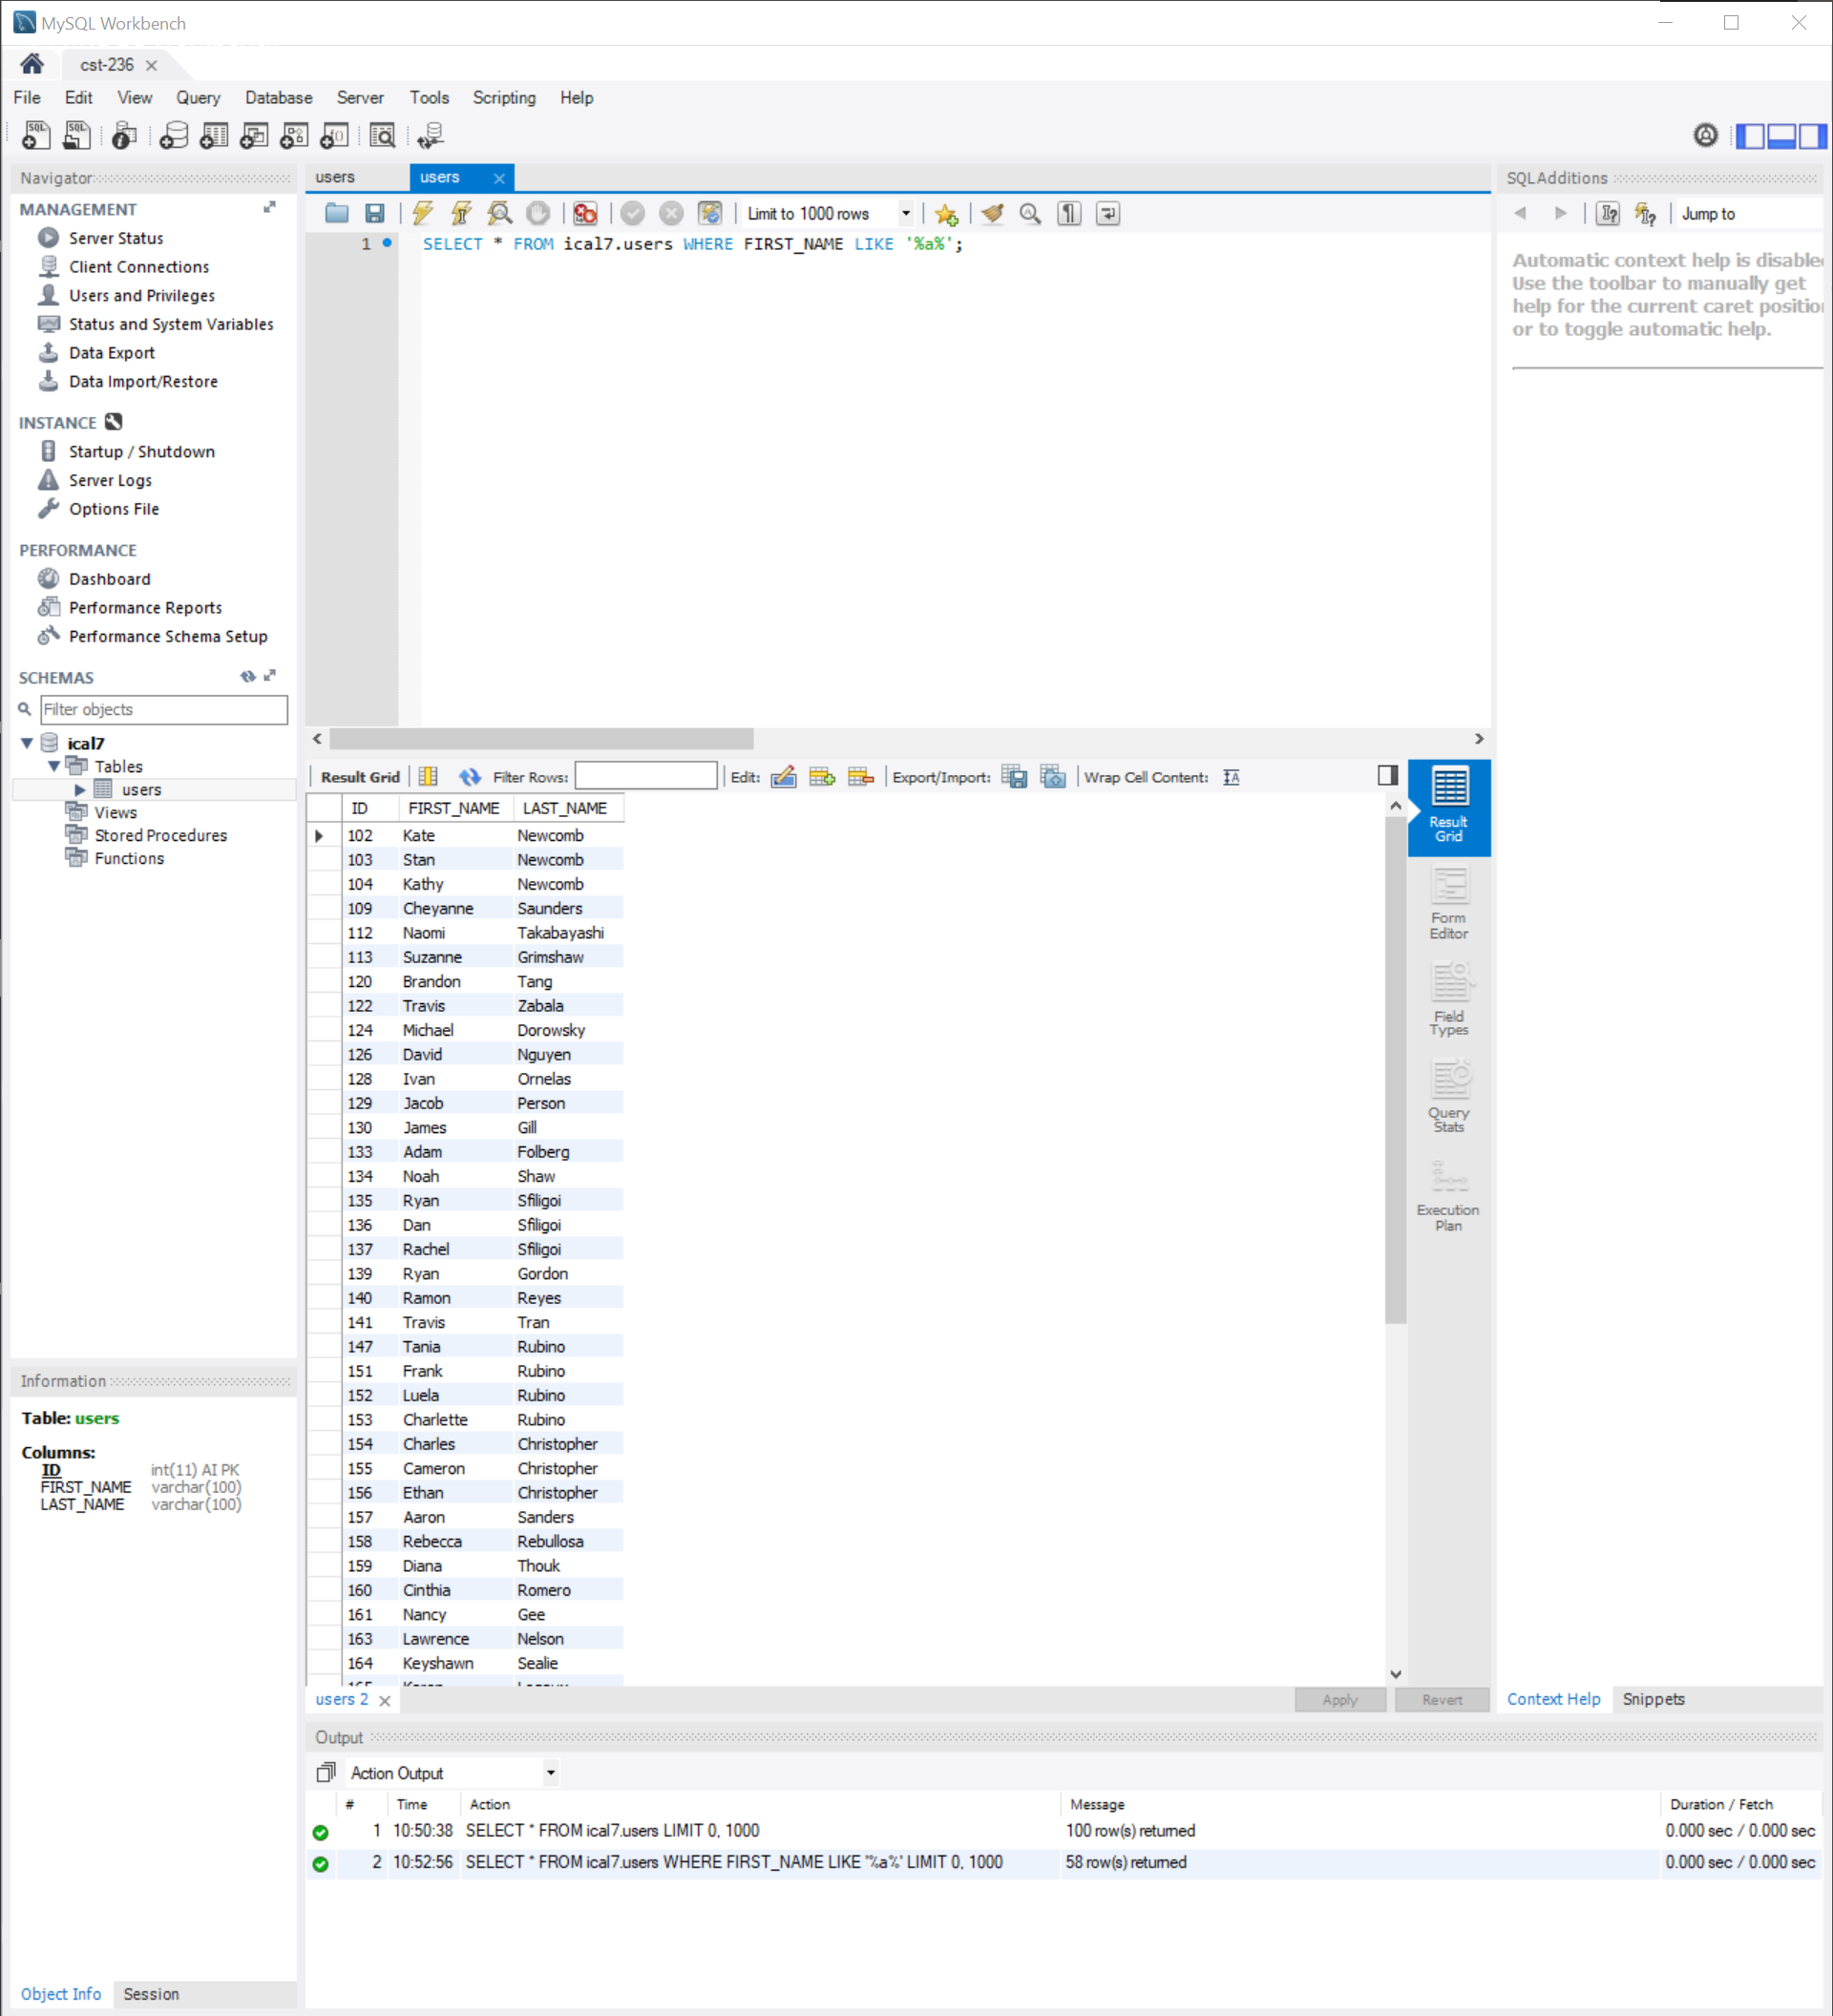 MySQL Workbench
cst-236
File Edit View Query Database Server Tools Scripting Help
Navigator
MANAGEMENT
Server Status
Client Connections
Users and Privileges
Status and System Variables
Data Export
Data Import/Restore
INSTANCE
Startup / Shutdown
Server Logs
Options File
PERFORMANCE
Dashboard
Performance Reports
Performance Schema Setup
SCHEMAS
Filter objects
ical7
Tables
users
Views
Stored Procedures
Functions
Information
Table: users
Columns:
ID int(11) AI PK
FIRST_NAME varchar(100)
LAST_NAME varchar(100)
Object Info Session
users users
Limit to 1000 rows
1 SELECT * FROM ical7.users WHERE FIRST_NAME LIKE '%a%';
Result Grid Filter Rows: Edit: Export/Import: Wrap Cell Content:
ID FIRST_NAME LAST_NAME
102 Kate Newcomb
103 Stan Newcomb
104 Kathy Newcomb
109 Cheyanne Saunders
112 Naomi Takabayashi
113 Suzanne Grimshaw
120 Brandon Tang
122 Travis Zabala
124 Michael Dorowsky
126 David Nguyen
128 Ivan Ornelas
129 Jacob Person
130 James Gill
133 Adam Folberg
134 Noah Shaw
135 Ryan Sfiligoi
136 Dan Sfiligoi
137 Rachel Sfiligoi
139 Ryan Gordon
140 Ramon Reyes
141 Travis Tran
147 Tania Rubino
151 Frank Rubino
152 Luela Rubino
153 Charlette Rubino
154 Charles Christopher
155 Cameron Christopher
156 Ethan Christopher
157 Aaron Sanders
158 Rebecca Rebullosa
159 Diana Thouk
160 Cinthia Romero
161 Nancy Gee
163 Lawrence Nelson
164 Keyshawn Sealie
Result
Grid
Form
Editor
Field
Types
Query
Stats
Execution
Plan
users 2 Apply Revert
SQLAdditions
Jump to
Automatic context help is disabled
Use the toolbar to manually get
help for the current caret position
or to toggle automatic help.
Context Help Snippets
Output
Action Output
# Time Action Message Duration / Fetch
1 10:50:38 SELECT * FROM ical7.users LIMIT 0, 1000 100 row(s) returned 0.000 sec / 0.000 sec
2 10:52:56 SELECT * FROM ical7.users WHERE FIRST_NAME LIKE '%a%' LIMIT 0, 1000 58 row(s) returned 0.000 sec / 0.000 sec